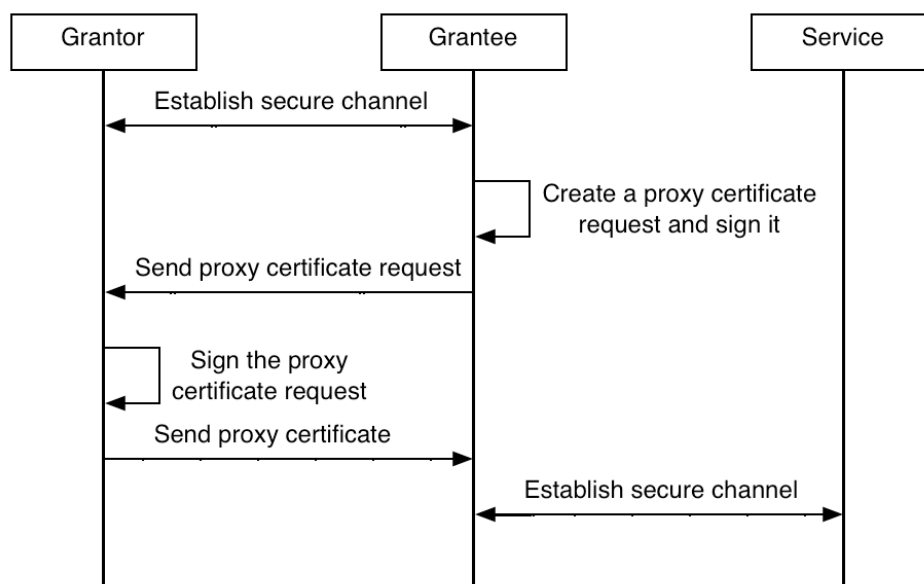 Grantor
Grantee
Service
Establish secure channel
Create a proxy certificate
request and sign it
Send proxy certificate request
Sign the proxy
certificate request
Send proxy certificate
Establish secure channel